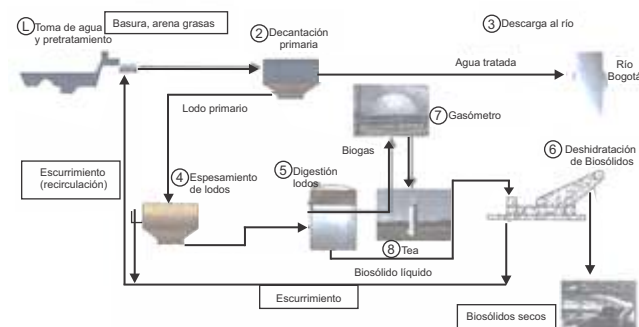 L Toma de agua
y pretratamiento
Basura, arena grasas
2 Decantación
primaria
3 Descarga al río
Agua tratada
Río
Bogotá
Lodo primario
7 Gasómetro
Biogas
6 Deshidratación
de Biosólidos
Escurrimiento
(recirculación)
4 Espesamiento
de lodos
5 Digestión
lodos
8 Tea
Biosólido líquido
Escurrimiento
Biosólidos secos